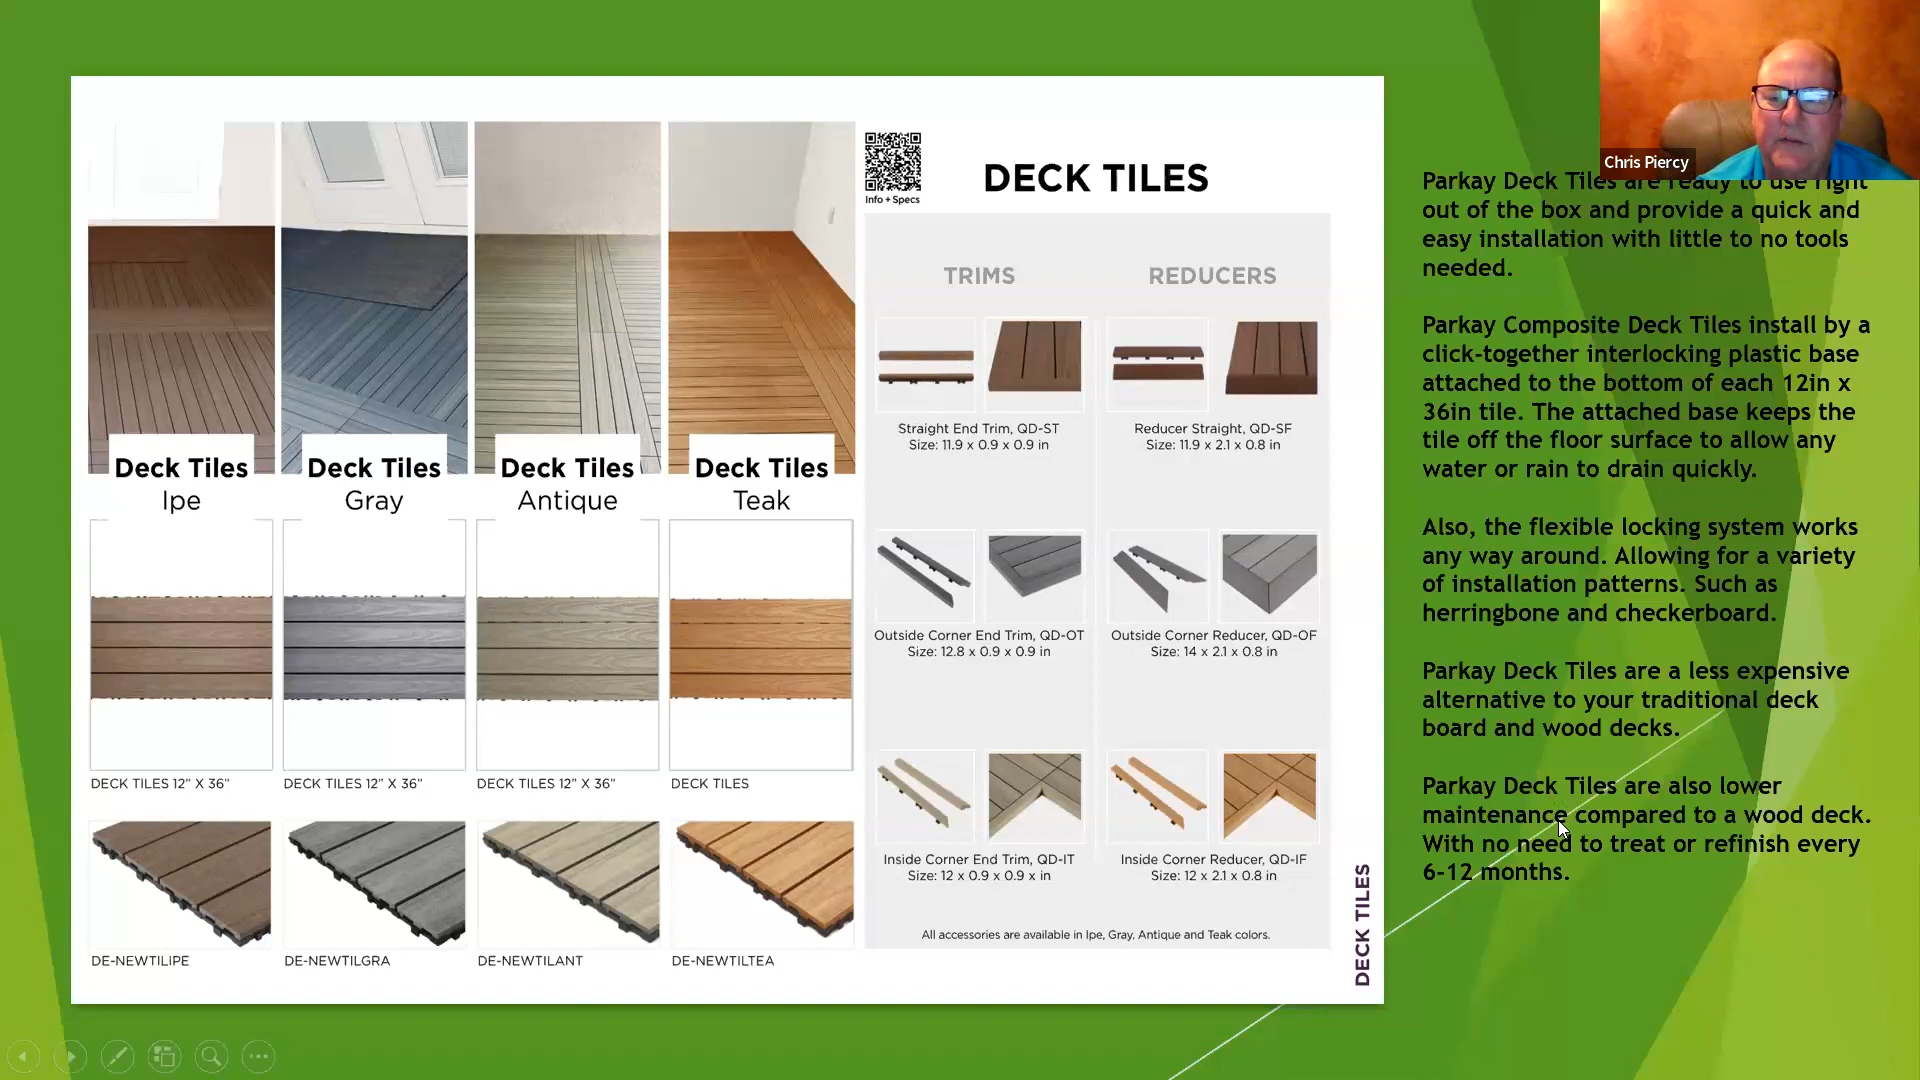 Chris Piercy
Info + Specs
DECK TILES
TRIMS
REDUCERS
Straight End Trim, QD-ST
Size: 11.9 x 0.9 x 0.9 in
Reducer Straight, QD-SF
Size: 11.9 x 2.1 x 0.8 in
Outside Corner End Trim, QD-OT
Size: 12.8 x 0.9 x 0.9 in
Outside Corner Reducer, QD-OF
Size: 14 x 2.1 x 0.8 in
Inside Corner End Trim, QD-IT
Size: 12 x 0.9 x 0.9 x in
Inside Corner Reducer, QD-IF
Size: 12 x 2.1 x 0.8 in
All accessories are available in Ipe, Gray, Antique and Teak colors.
DECK TILES
Deck Tiles
Ipe
Deck Tiles
Gray
Deck Tiles
Antique
Deck Tiles
Teak
DECK TILES 12” X 36”
DECK TILES 12” X 36”
DECK TILES 12” X 36”
DECK TILES
DE-NEWTILIPE
DE-NEWTILGRA
DE-NEWTILANT
DE-NEWTILTEA
Parkay Deck Tiles are ready to use right
out of the box and provide a quick and
easy installation with little to no tools
needed.
Parkay Composite Deck Tiles install by a
click-together interlocking plastic base
attached to the bottom of each 12in x
36in tile. The attached base keeps the
tile off the floor surface to allow any
water or rain to drain quickly.
Also, the flexible locking system works
any way around. Allowing for a variety
of installation patterns. Such as
herringbone and checkerboard.
Parkay Deck Tiles are a less expensive
alternative to your traditional deck
board and wood decks.
Parkay Deck Tiles are also lower
maintenance compared to a wood deck.
With no need to treat or refinish every
6-12 months.